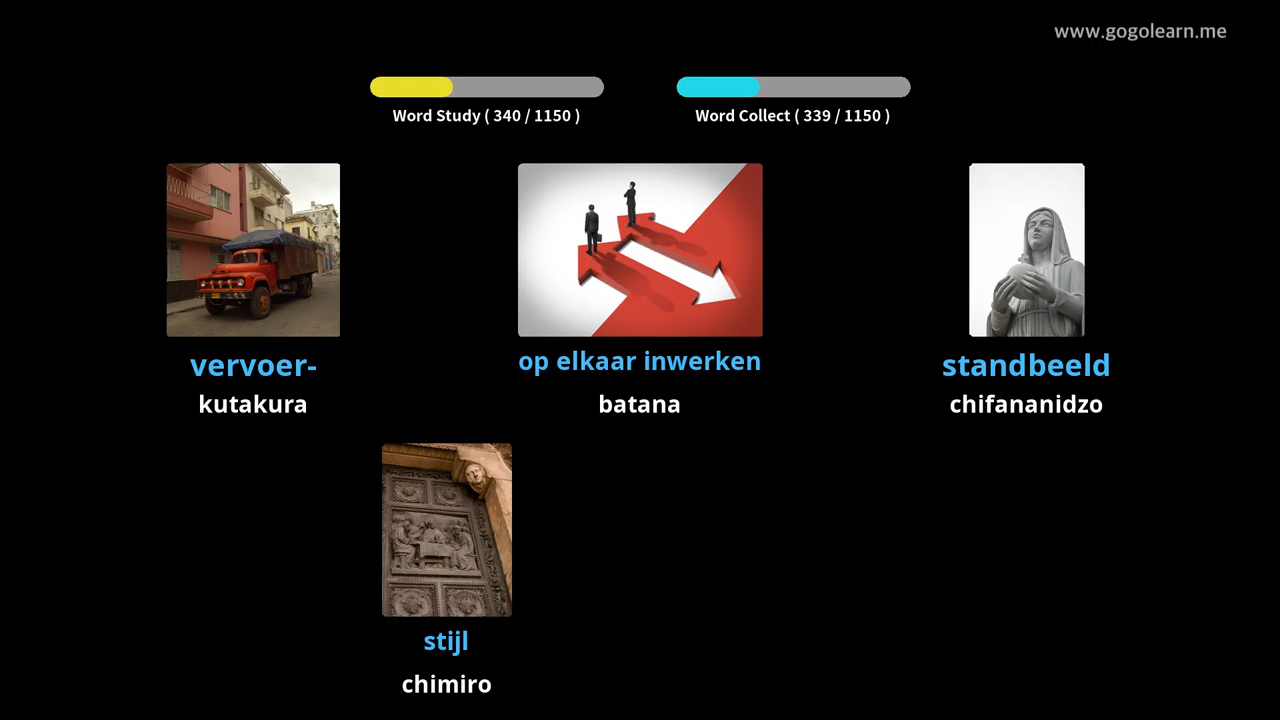 www.gogolearn.me
Word Study ( 340 / 1150 )
Word Collect ( 339 / 1150 )
vervoer-
kutakura
op elkaar inwerken
batana
standbeeld
chifananidzo
stijl
chimiro